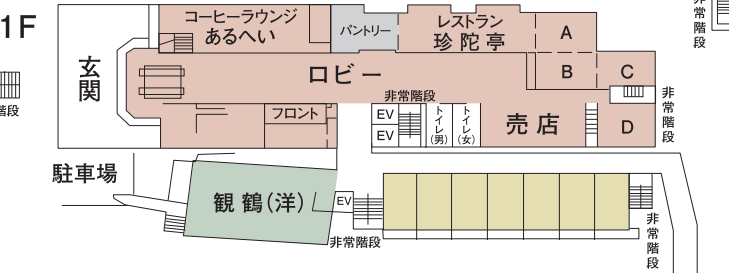 1F
コーヒーラウンジ
あるへい
パントリー
レストラン
珍陀亭
A
B
C
D
非常階段
玄関
ロビー
非常階段
フロント
EV
EV
トイレ(男)
トイレ(女)
売店
非常階段
階段
駐車場
観鶴(洋)
EV
非常階段
非常階段